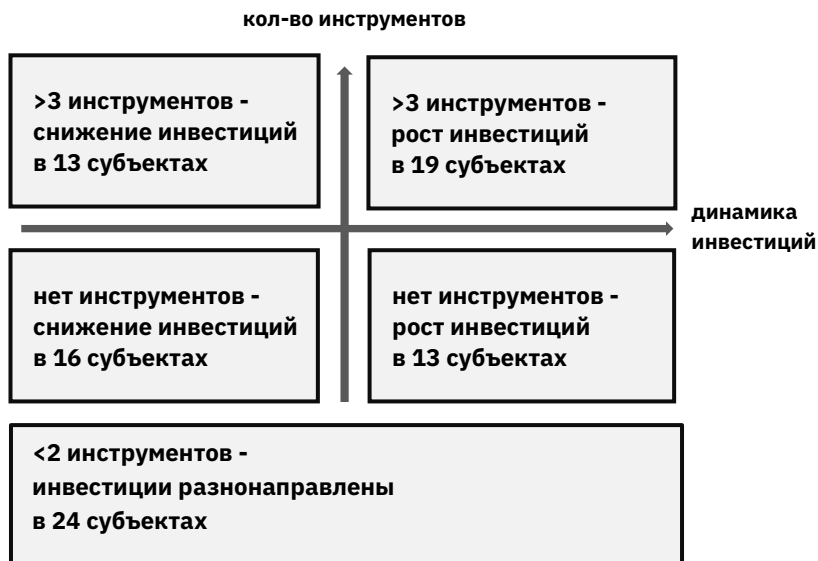 кол-во инструментов
>3 инструментов -
снижение инвестиций
в 13 субъектах
>3 инструментов -
рост инвестиций
в 19 субъектах
динамика
инвестиций
нет инструментов -
снижение инвестиций
в 16 субъектах
нет инструментов -
рост инвестиций
в 13 субъектах
<2 инструментов -
инвестиции разнонаправлены
в 24 субъектах